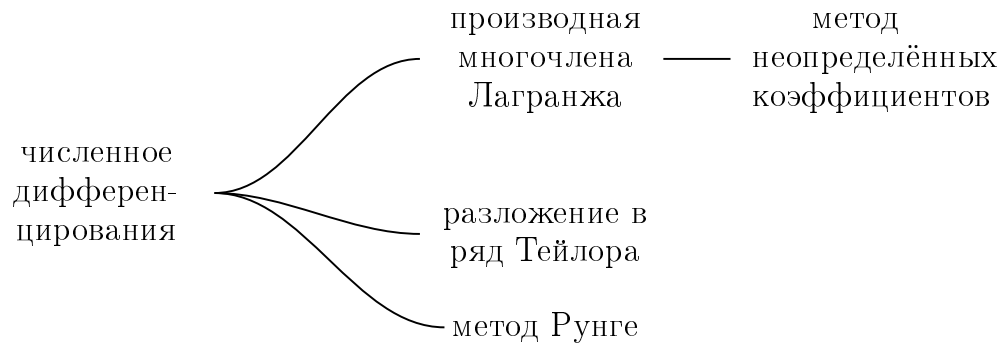 численное
дифферен-
цирования
производная
многочлена
Лагранжа
метод
неопределённых
коэффициентов
разложение в
ряд Тейлора
метод Рунге